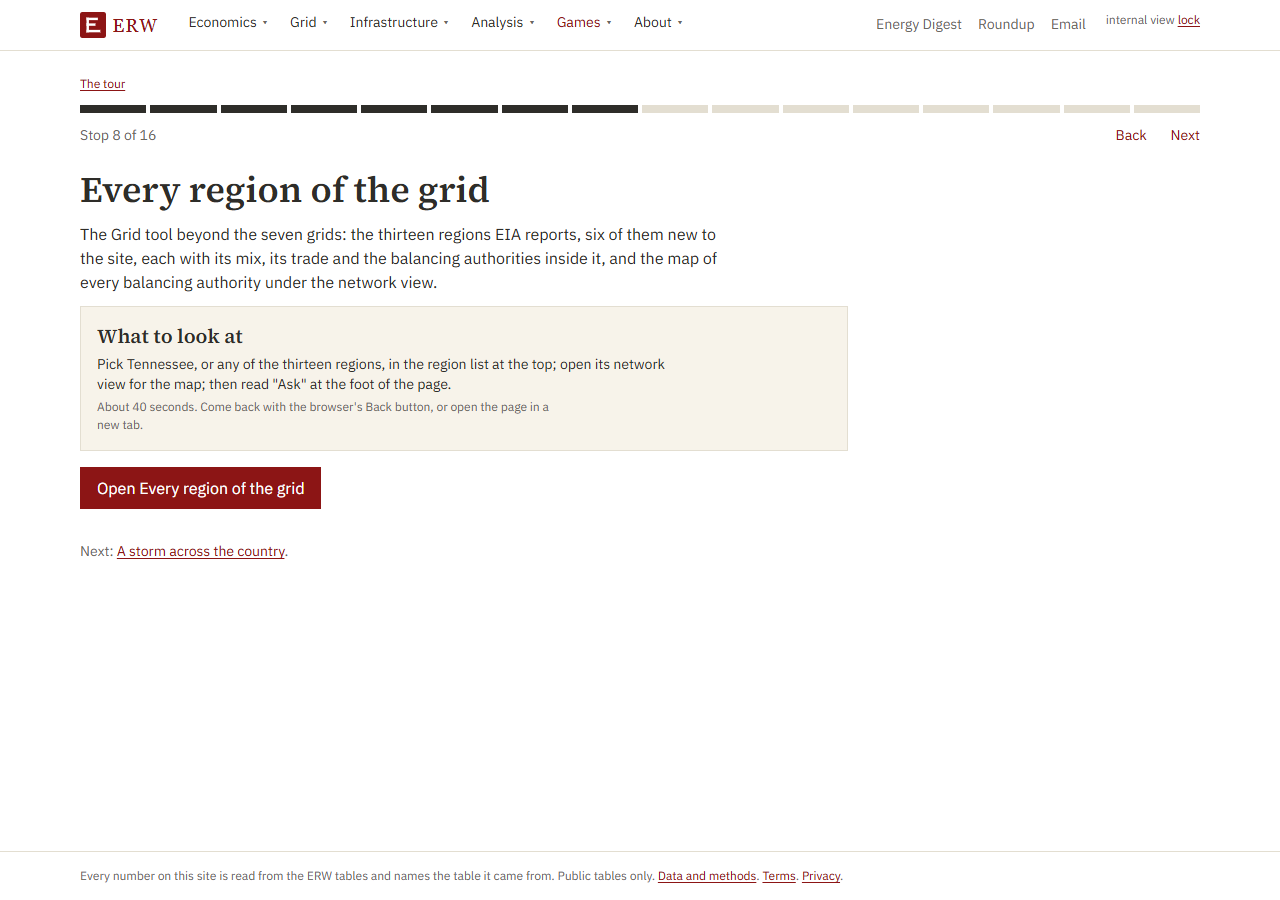 E ERW Economics Grid Infrastructure Analysis Games About Energy Digest Roundup Email internal view lock
The tour
Stop 8 of 16 Back Next
Every region of the grid
The Grid tool beyond the seven grids: the thirteen regions EIA reports, six of them new to
the site, each with its mix, its trade and the balancing authorities inside it, and the map of
every balancing authority under the network view.
What to look at
Pick Tennessee, or any of the thirteen regions, in the region list at the top; open its network
view for the map; then read "Ask" at the foot of the page.
About 40 seconds. Come back with the browser's Back button, or open the page in a
new tab.
Open Every region of the grid
Next: A storm across the country.
Every number on this site is read from the ERW tables and names the table it came from. Public tables only. Data and methods. Terms. Privacy.